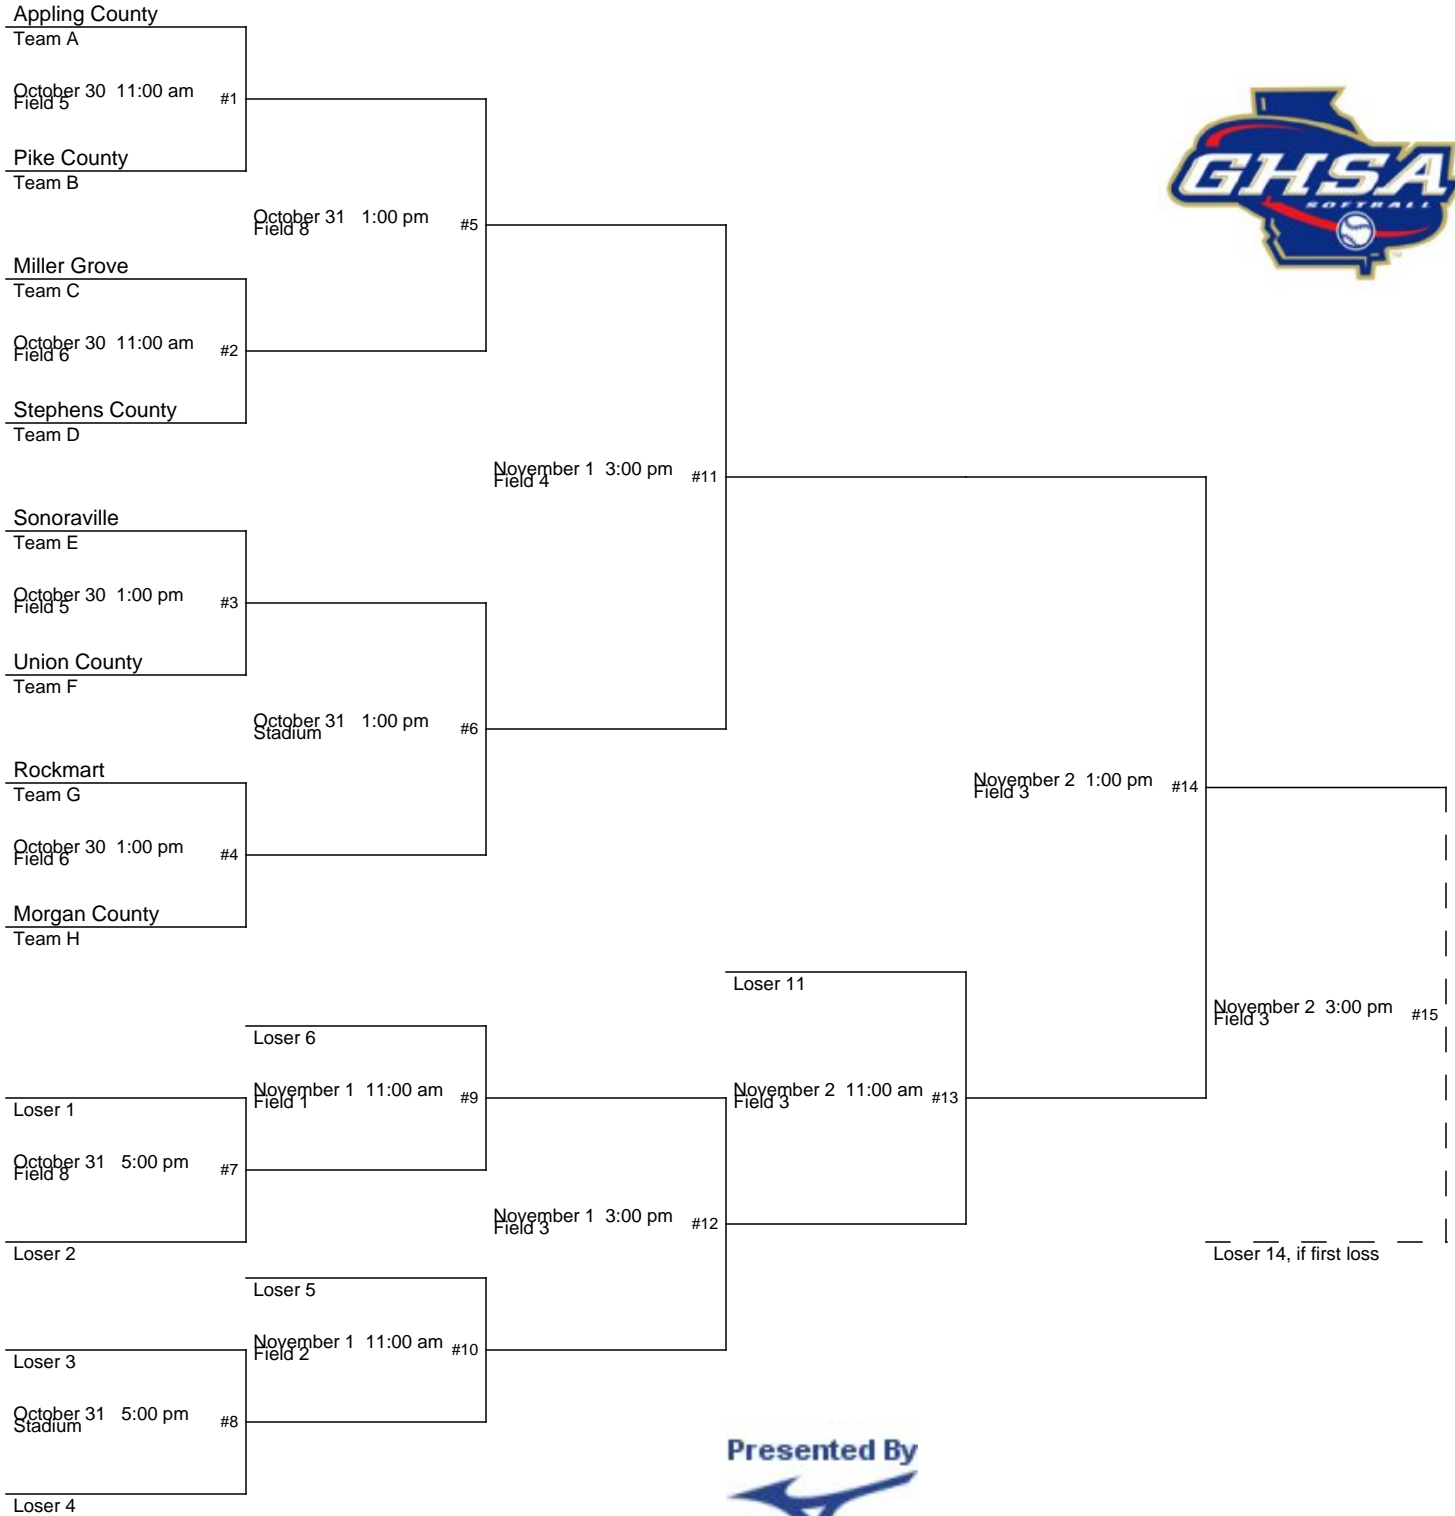 Appling County
Team A
October 30 11:00 am
Field 5
#1
Pike County
Team B
October 31 1:00 pm
Field 8
#5
Miller Grove
Team C
October 30 11:00 am
Field 6
#2
Stephens County
Team D
November 1 3:00 pm
Field 4
#11
Sonoraville
Team E
October 30 1:00 pm
Field 5
#3
Union County
Team F
October 31 1:00 pm
Stadium
#6
Rockmart
Team G
October 30 1:00 pm
Field 6
#4
Morgan County
Team H
November 2 1:00 pm
Field 3
#14
Loser 11
November 2 3:00 pm
Field 3
#15
Loser 6
November 1 11:00 am
Field 1
#9
November 2 11:00 am
Field 3
#13
Loser 1
October 31 5:00 pm
Field 8
#7
Loser 2
November 1 3:00 pm
Field 3
#12
Loser 14, if first loss
Loser 5
November 1 11:00 am
Field 2
#10
Loser 3
October 31 5:00 pm
Stadium
#8
Loser 4
GHSA
SOFTBALL
TM
Presented By